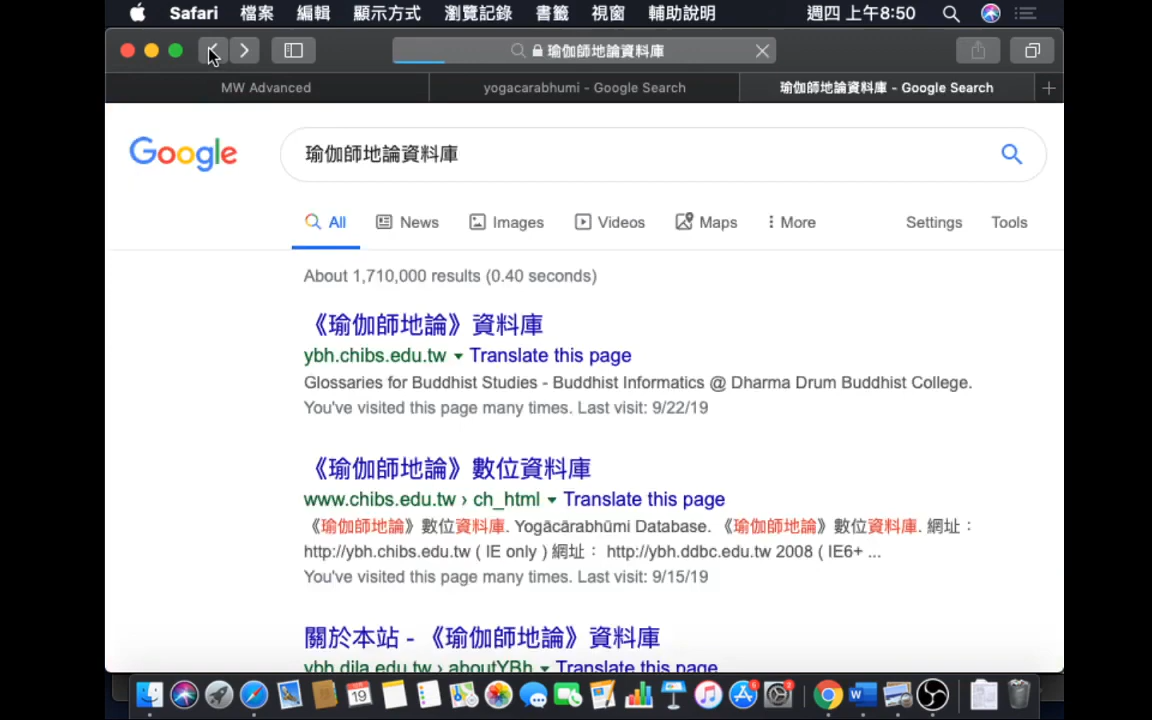 Safari 檔案 編輯 顯示方式 瀏覽記錄 書籤 視窗 輔助說明 週四 上午8:50
瑜伽師地論資料庫
MW Advanced yogacarabhumi - Google Search 瑜伽師地論資料庫 - Google Search
Google 瑜伽師地論資料庫
All News Images Videos Maps More Settings Tools
About 1,710,000 results (0.40 seconds)
《瑜伽師地論》資料庫
ybh.chibs.edu.tw Translate this page
Glossaries for Buddhist Studies - Buddhist Informatics @ Dharma Drum Buddhist College.
You've visited this page many times. Last visit: 9/22/19
《瑜伽師地論》數位資料庫
www.chibs.edu.tw › ch_html Translate this page
《瑜伽師地論》數位資料庫. Yogācārabhūmi Database. 《瑜伽師地論》數位資料庫. 網址：
http://ybh.chibs.edu.tw ( IE only ) 網址： http://ybh.ddbc.edu.tw 2008 ( IE6+ ...
You've visited this page many times. Last visit: 9/15/19
關於本站 - 《瑜伽師地論》資料庫
ybh.dila.edu.tw › aboutYBh Translate this page
19